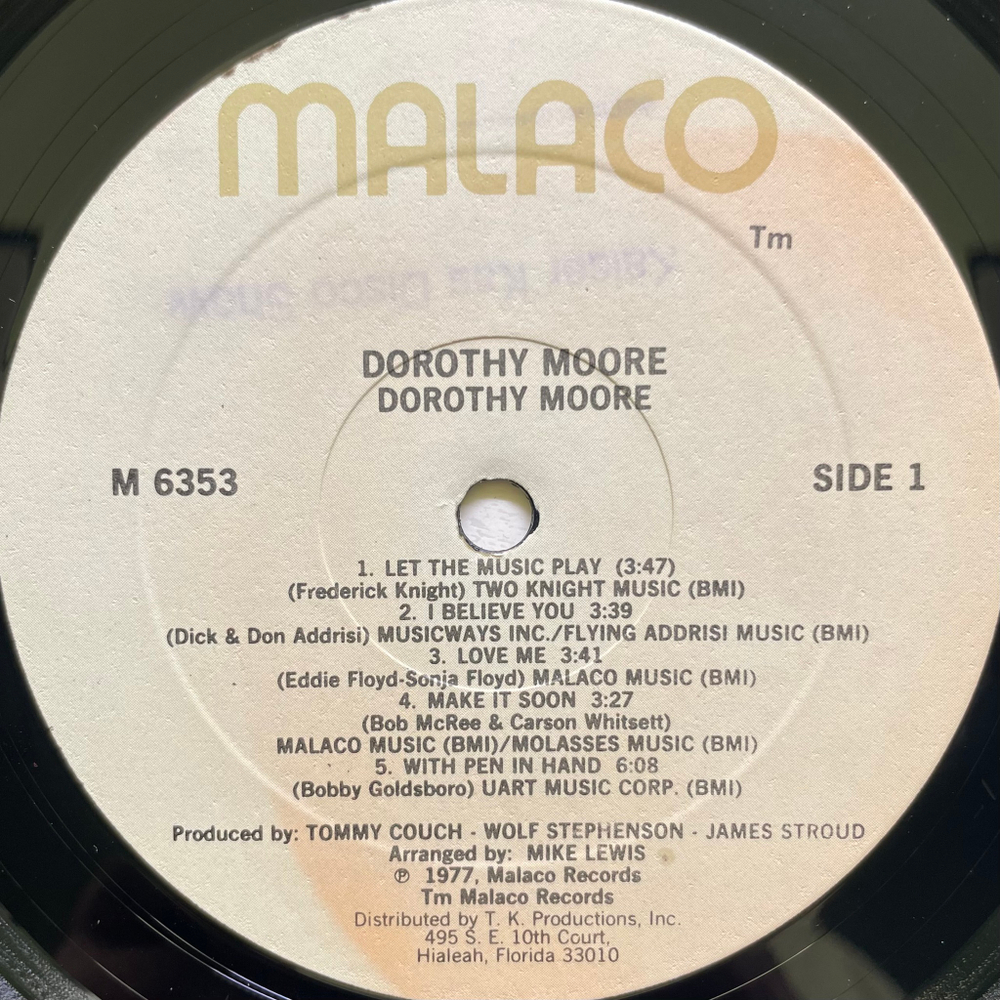 MALACO
Tm
DOROTHY MOORE
DOROTHY MOORE
M 6353
SIDE 1
1. LET THE MUSIC PLAY (3:47)
(Frederick Knight) TWO KNIGHT MUSIC (BMI)
2. I BELIEVE YOU 3:39
(Dick & Don Addrisi) MUSICWAYS INC./FLYING ADDRISI MUSIC (BMI)
3. LOVE ME 3:41
(Eddie Floyd-Sonja Floyd) MALACO MUSIC (BMI)
4. MAKE IT SOON 3:27
(Bob McRee & Carson Whitsett)
MALACO MUSIC (BMI)/MOLASSES MUSIC (BMI)
5. WITH PEN IN HAND 6:08
(Bobby Goldsboro) UART MUSIC CORP. (BMI)
Produced by: TOMMY COUCH - WOLF STEPHENSON - JAMES STROUD
Arranged by: MIKE LEWIS
℗ 1977, Malaco Records
Tm Malaco Records
Distributed by T. K. Productions, Inc.
495 S. E. 10th Court,
Hialeah, Florida 33010